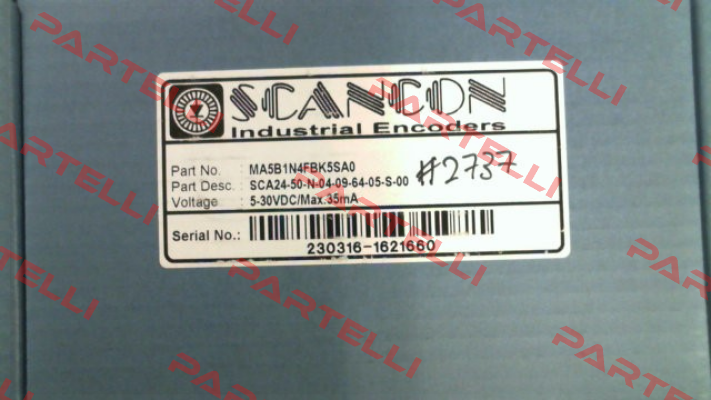 SCANCON
Industrial Encoders
Part No. : MA5B1N4FBK5SA0
Part Desc. : SCA24-50-N-04-09-64-05-S-00
#2737
Voltage : 5-30VDC/Max.35mA
Serial No.:
230316-1621660
PARTELLI
PARTELLI
PARTELLI
PARTELLI
PARTELLI
PARTELLI
PARTELLI
PARTELLI